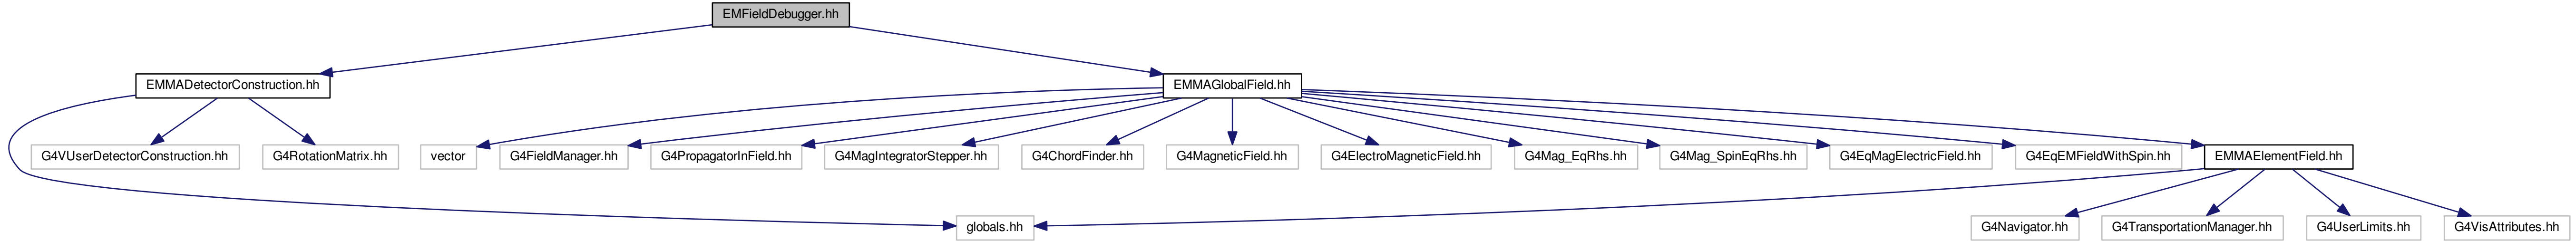 EMFieldDebugger.hh
EMMADetectorConstruction.hh
EMMAGlobalField.hh
G4VUserDetectorConstruction.hh
G4RotationMatrix.hh
vector
G4FieldManager.hh
G4PropagatorInField.hh
G4MagIntegratorStepper.hh
G4ChordFinder.hh
G4MagneticField.hh
G4ElectroMagneticField.hh
G4Mag_EqRhs.hh
G4Mag_SpinEqRhs.hh
G4EqMagElectricField.hh
G4EqEMFieldWithSpin.hh
EMMAElementField.hh
globals.hh
G4Navigator.hh
G4TransportationManager.hh
G4UserLimits.hh
G4VisAttributes.hh